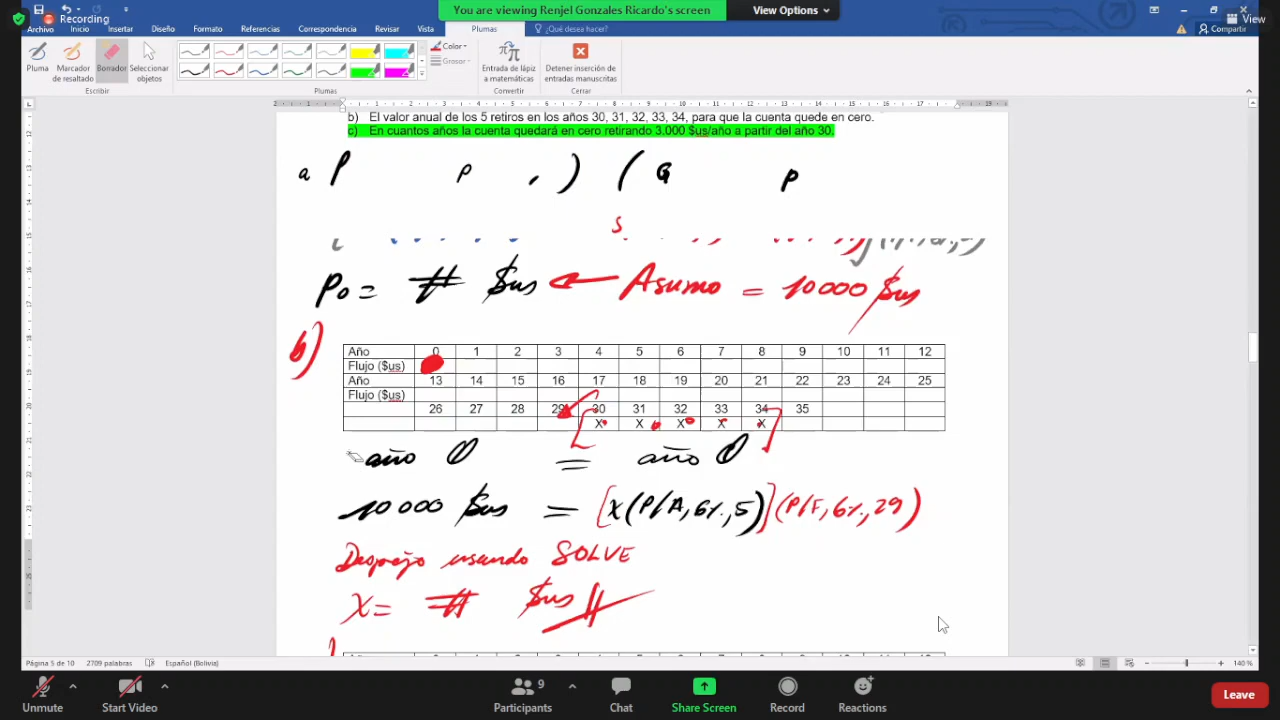 Recording
You are viewing Renjel Gonzales Ricardo's screen
View Options
View
Archivo Inicio Insertar Diseño Formato Referencias Correspondencia Revisar Vista Plumas ¿Qué desea hacer? Compartir
Pluma Marcador de resaltado Borrador Seleccionar objetos
Color
Grosor
Entrada de lápiz a matemáticas
Detener inserción de entradas manuscritas
Escribir Plumas Convertir Cerrar
b) El valor anual de los 5 retiros en los años 30, 31, 32, 33, 34, para que la cuenta quede en cero.
c) En cuantos años la cuenta quedará en cero retirando 3.000 $us/año a partir del año 30.
a P P , ) ( G P
s
P0 = # $us ← Asumo = 10000 $us
b)
Año 0 1 2 3 4 5 6 7 8 9 10 11 12
Flujo ($us)
Año 13 14 15 16 17 18 19 20 21 22 23 24 25
Flujo ($us)
26 27 28 29 30 31 32 33 34 35
X X X X X
año 0 = año 0
10000 $us = [X(P/A,6%,5)](P/F,6%,29)
Despejo usando SOLVE
X = # $us
Página 5 de 10 2709 palabras Español (Bolivia) 140 %
Unmute Start Video Participants 9 Chat Share Screen Record Reactions Leave